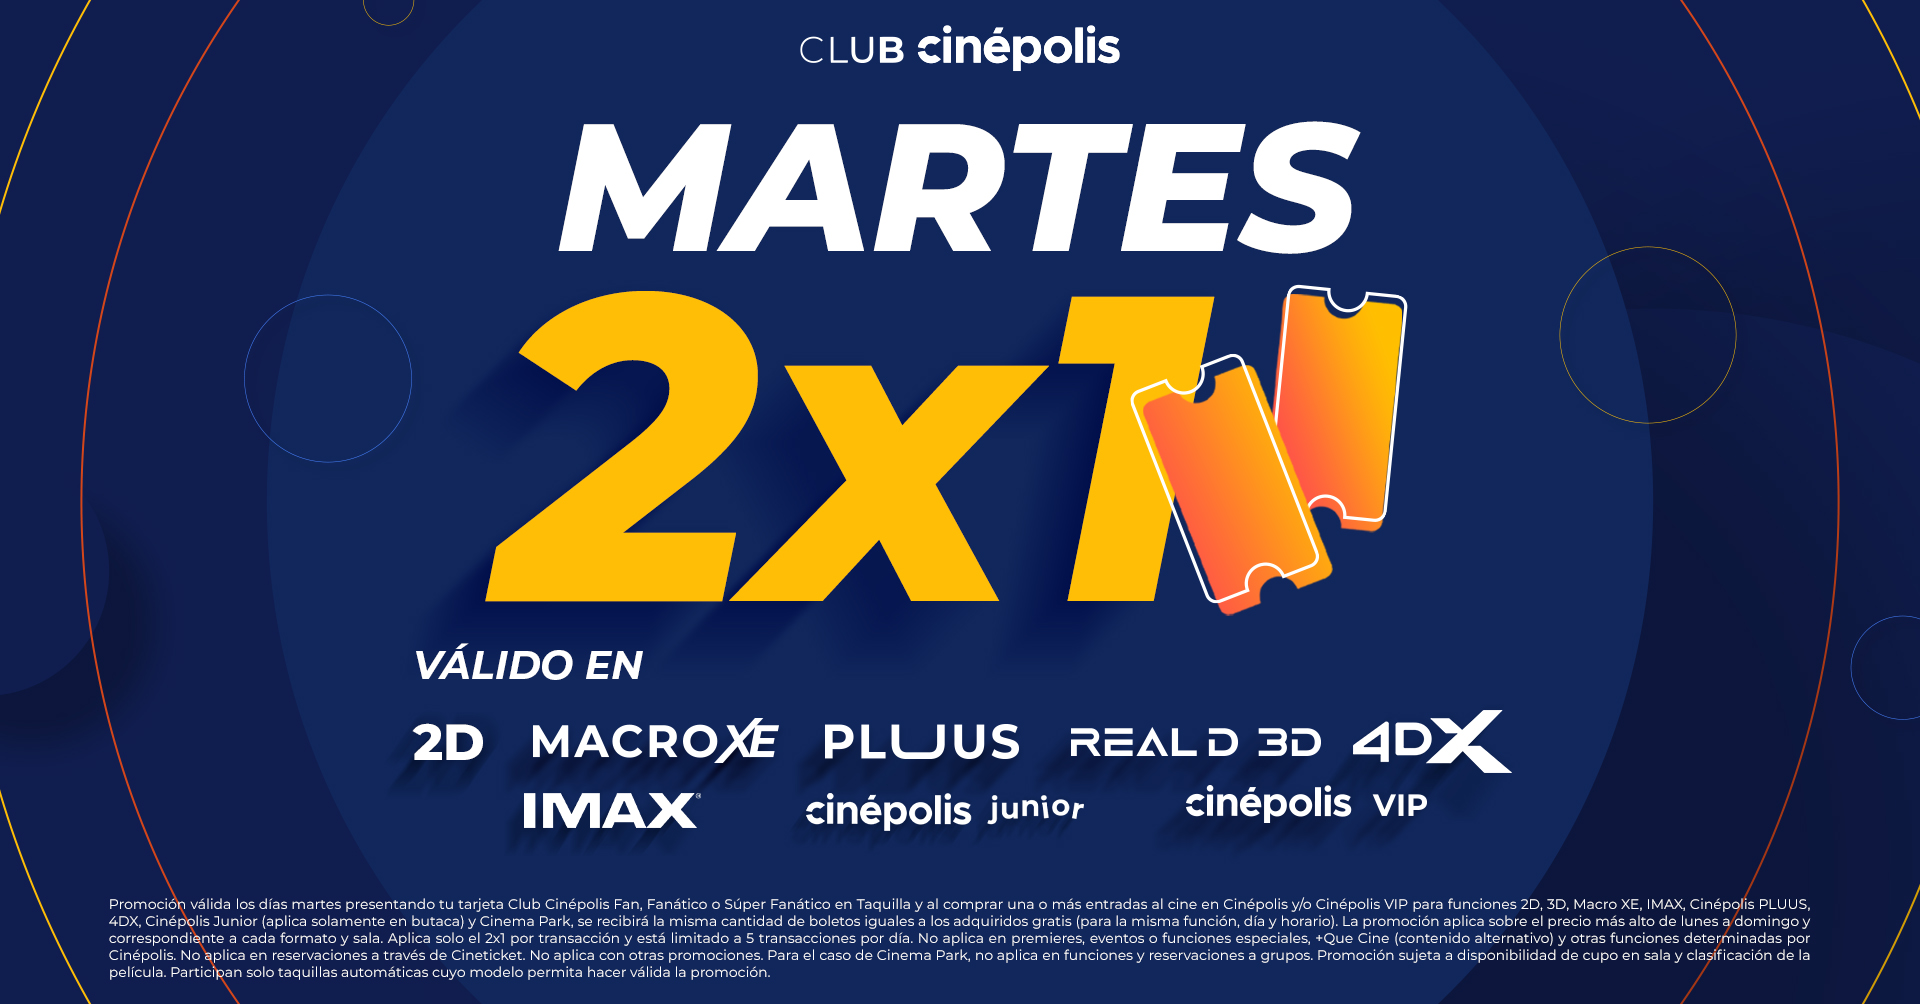 CLUB cinépolis
MARTES
2x1
VÁLIDO EN
2D MACROXE PLUUS REAL D 3D 4DX
IMAX® cinépolis junior cinépolis VIP
Promoción válida los días martes presentando tu tarjeta Club Cinépolis Fan, Fanático o Súper Fanático en Taquilla y al comprar una o más entradas al cine en Cinépolis y/o Cinépolis VIP para funciones 2D, 3D, Macro XE, IMAX, Cinépolis PLUUS,
4DX, Cinépolis Junior (aplica solamente en butaca) y Cinema Park, se recibirá la misma cantidad de boletos iguales a los adquiridos gratis (para la misma función, día y horario). La promoción aplica sobre el precio más alto de lunes a domingo y
correspondiente a cada formato y sala. Aplica solo el 2x1 por transacción y está limitado a 5 transacciones por día. No aplica en premieres, eventos o funciones especiales, +Que Cine (contenido alternativo) y otras funciones determinadas por
Cinépolis. No aplica en reservaciones a través de Cineticket. No aplica con otras promociones. Para el caso de Cinema Park, no aplica en funciones y reservaciones a grupos. Promoción sujeta a disponibilidad de cupo en sala y clasificación de la
película. Participan solo taquillas automáticas cuyo modelo permita hacer válida la promoción.